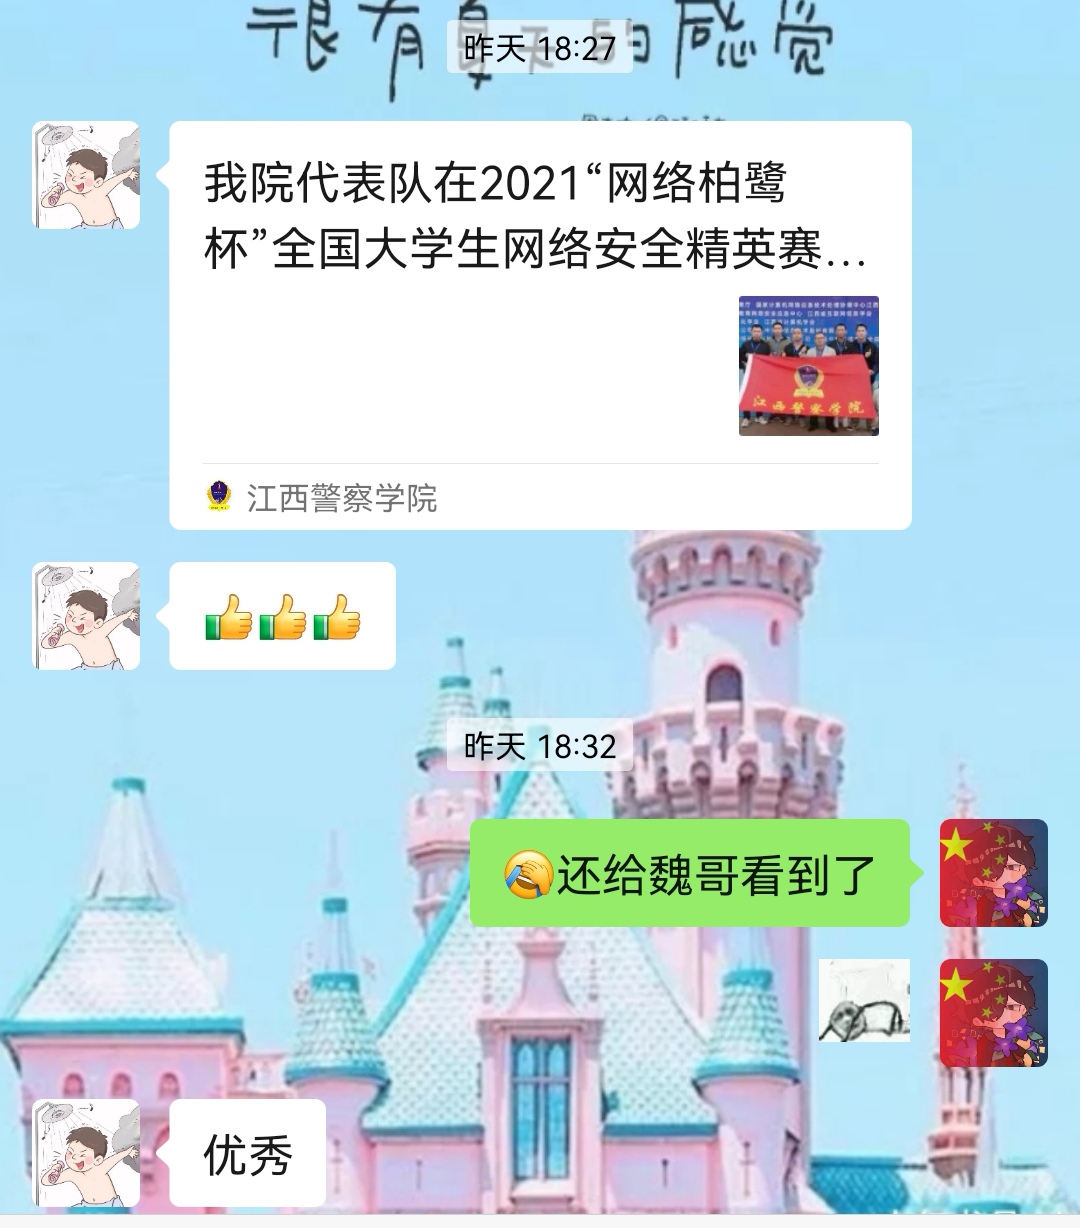 很有夏天的感觉
昨天 18:27
我院代表队在2021“网络柏鹭
杯”全国大学生网络安全精英赛...
江西警察学院
江西警察学院
👍👍👍
昨天 18:32
🤦还给魏哥看到了
优秀